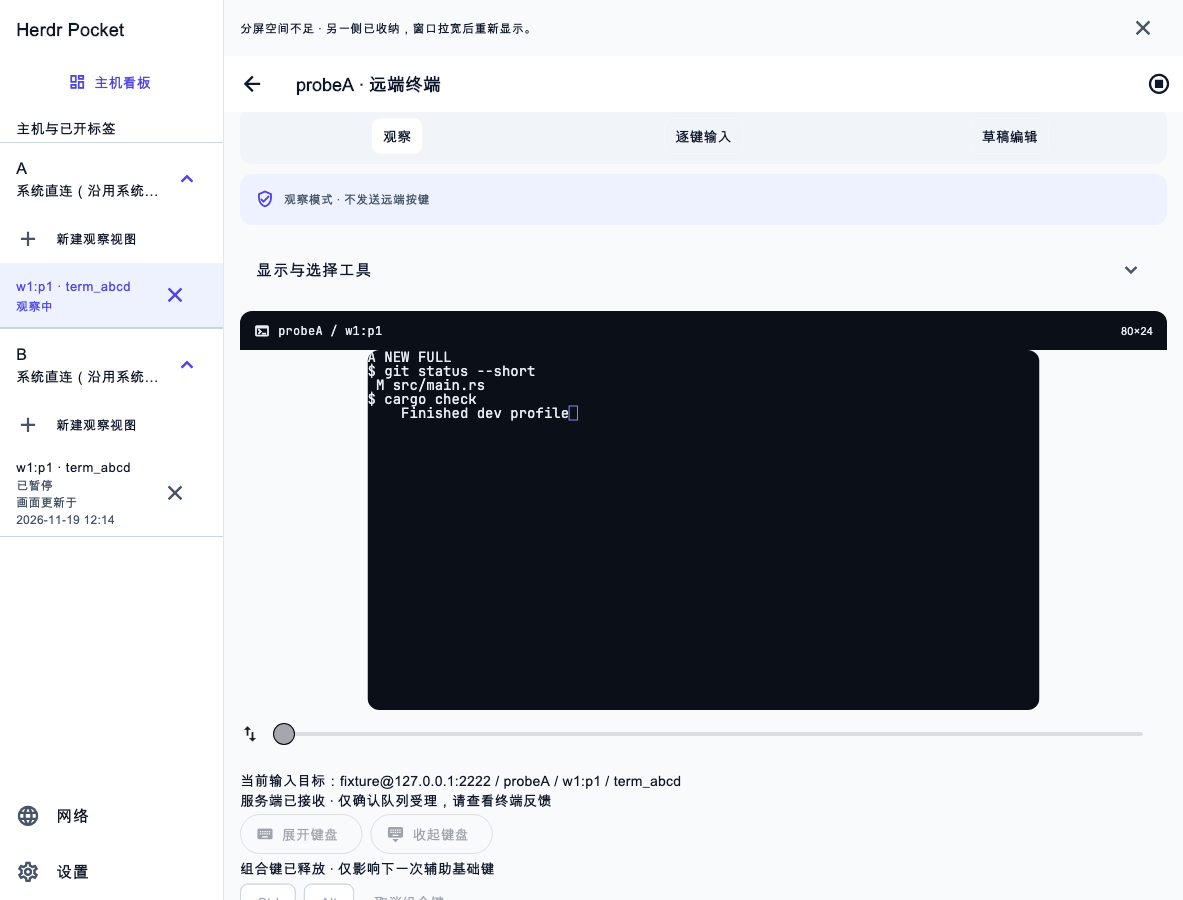 Herdr Pocket
主机看板
主机与已开标签
A
系统直连（沿用系统…
新建观察视图
w1:p1 · term_abcd
观察中
B
系统直连（沿用系统…
新建观察视图
w1:p1 · term_abcd
已暂停
画面更新于
2026-11-19 12:14
网络
设置
分屏空间不足 · 另一侧已收纳，窗口拉宽后重新显示。
probeA · 远端终端
观察
逐键输入
草稿编辑
观察模式 · 不发送远端按键
显示与选择工具
probeA / w1:p1
80×24
A NEW FULL
$ git status --short
 M src/main.rs
$ cargo check
    Finished dev profile
当前输入目标：fixture@127.0.0.1:2222 / probeA / w1:p1 / term_abcd
服务端已接收 · 仅确认队列受理，请查看终端反馈
展开键盘
收起键盘
组合键已释放 · 仅影响下一次辅助基础键